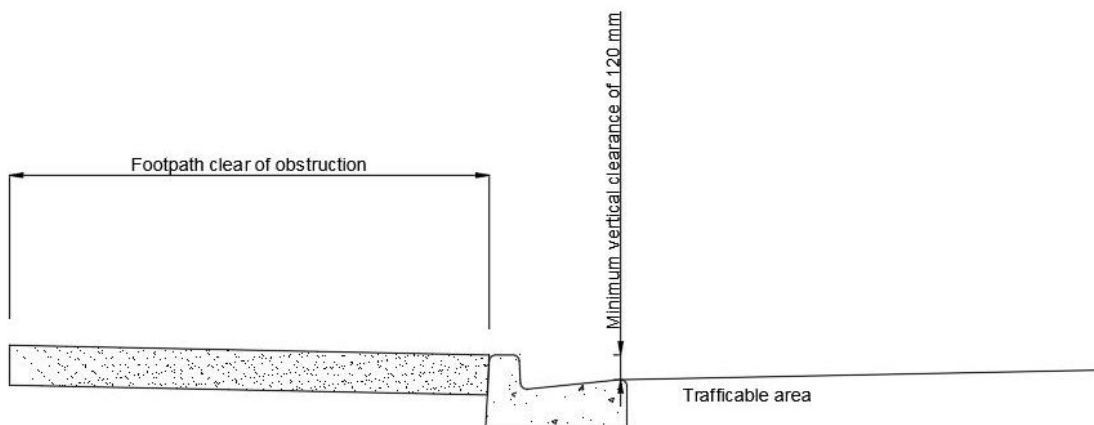 Footpath clear of obstruction
Minimum vertical clearance of 120 mm
Trafficable area